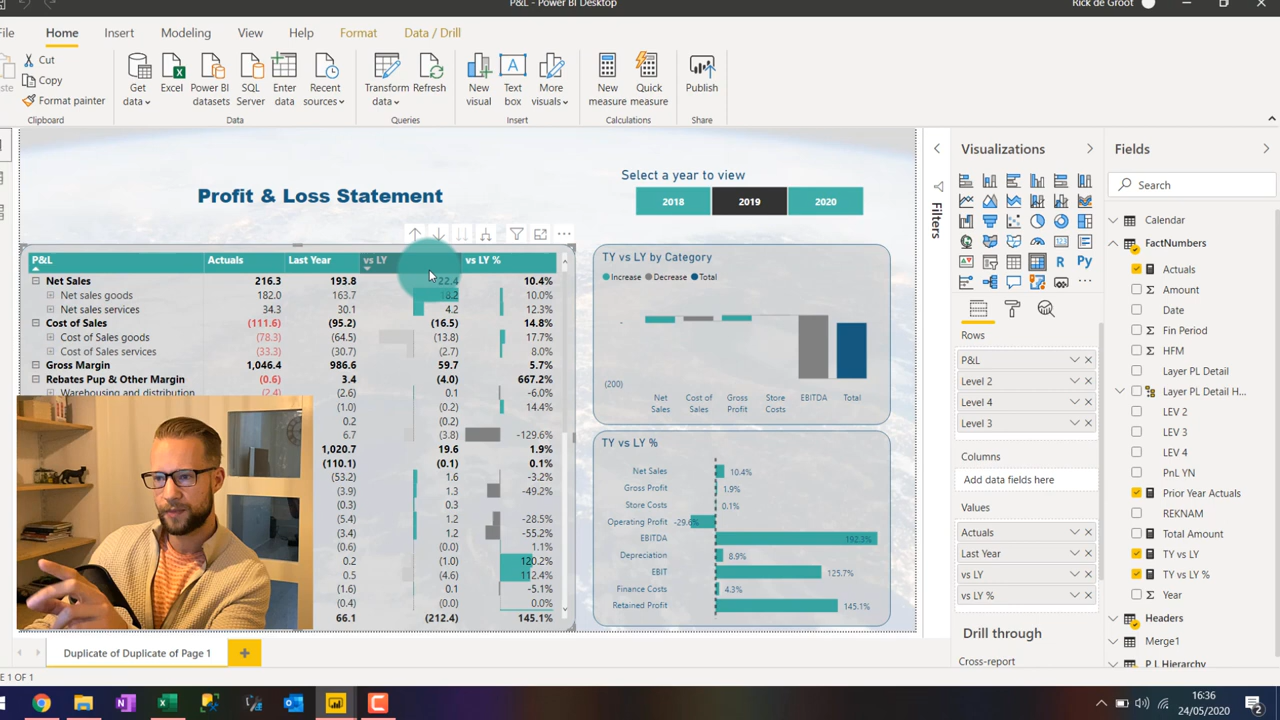 P&L - Power BI Desktop
Rick de Groot
File
Home
Insert
Modeling
View
Help
Format
Data / Drill
Cut
Copy
Format painter
Clipboard
Get data
Excel
Power BI datasets
SQL Server
Enter data
Recent sources
Data
Transform data
Refresh
Queries
New visual
Text box
More visuals
Insert
New measure
Quick measure
Calculations
Publish
Share
Profit & Loss Statement
Select a year to view
2018 2019 2020
P&L Actuals Last Year vs LY vs LY %
Net Sales 216.3 193.8 22.4 10.4%
Net sales goods 182.0 163.7 18.2 10.0%
Net sales services 34.3 30.1 4.2 12.3%
Cost of Sales (111.6) (95.2) (16.5) 14.8%
Cost of Sales goods (78.3) (64.5) (13.8) 17.7%
Cost of Sales services (33.3) (30.7) (2.7) 8.0%
Gross Margin 1,046.4 986.6 59.7 5.7%
Rebates Pup & Other Margin (0.6) 3.4 (4.0) 667.2%
Warehousing and distribution (2.4) (2.6) 0.1 -6.0%
(1.0) (0.2) 14.4%
0.2 (0.2)
6.7 (3.8) -129.6%
1,020.7 19.6 1.9%
(110.1) (0.1) 0.1%
(53.2) 1.6 -3.2%
(3.9) 1.3 -49.2%
(0.3) 0.3
(5.4) 1.2 -28.5%
(3.4) 1.2 -55.2%
(0.6) (0.0) 1.1%
0.2 (1.0) 120.2%
0.5 (4.6) 112.4%
(1.6) 0.1 -5.1%
(0.4) (0.0) 0.0%
66.1 (212.4) 145.1%
TY vs LY by Category
Increase Decrease Total
-
(200)
Net Sales
Cost of Sales
Gross Profit
Store Costs
EBITDA
Total
TY vs LY %
Net Sales 10.4%
Gross Profit 1.9%
Store Costs 0.1%
Operating Profit -29.6%
EBITDA 192.3%
Depreciation 8.9%
EBIT 125.7%
Finance Costs 4.3%
Retained Profit 145.1%
Filters
Visualizations
R Py
Rows
P&L
Level 2
Level 4
Level 3
Columns
Add data fields here
Values
Actuals
Last Year
vs LY
vs LY %
Drill through
Cross-report
Fields
Search
Calendar
FactNumbers
Actuals
Amount
Date
Fin Period
HFM
Layer PL Detail
Layer PL Detail H...
LEV 2
LEV 3
LEV 4
PnL YN
Prior Year Actuals
REKNAM
Total Amount
TY vs LY
TY vs LY %
Year
Headers
Merge1
P L Hierarchy
Duplicate of Duplicate of Page 1
E 1 OF 1
16:36
24/05/2020
2